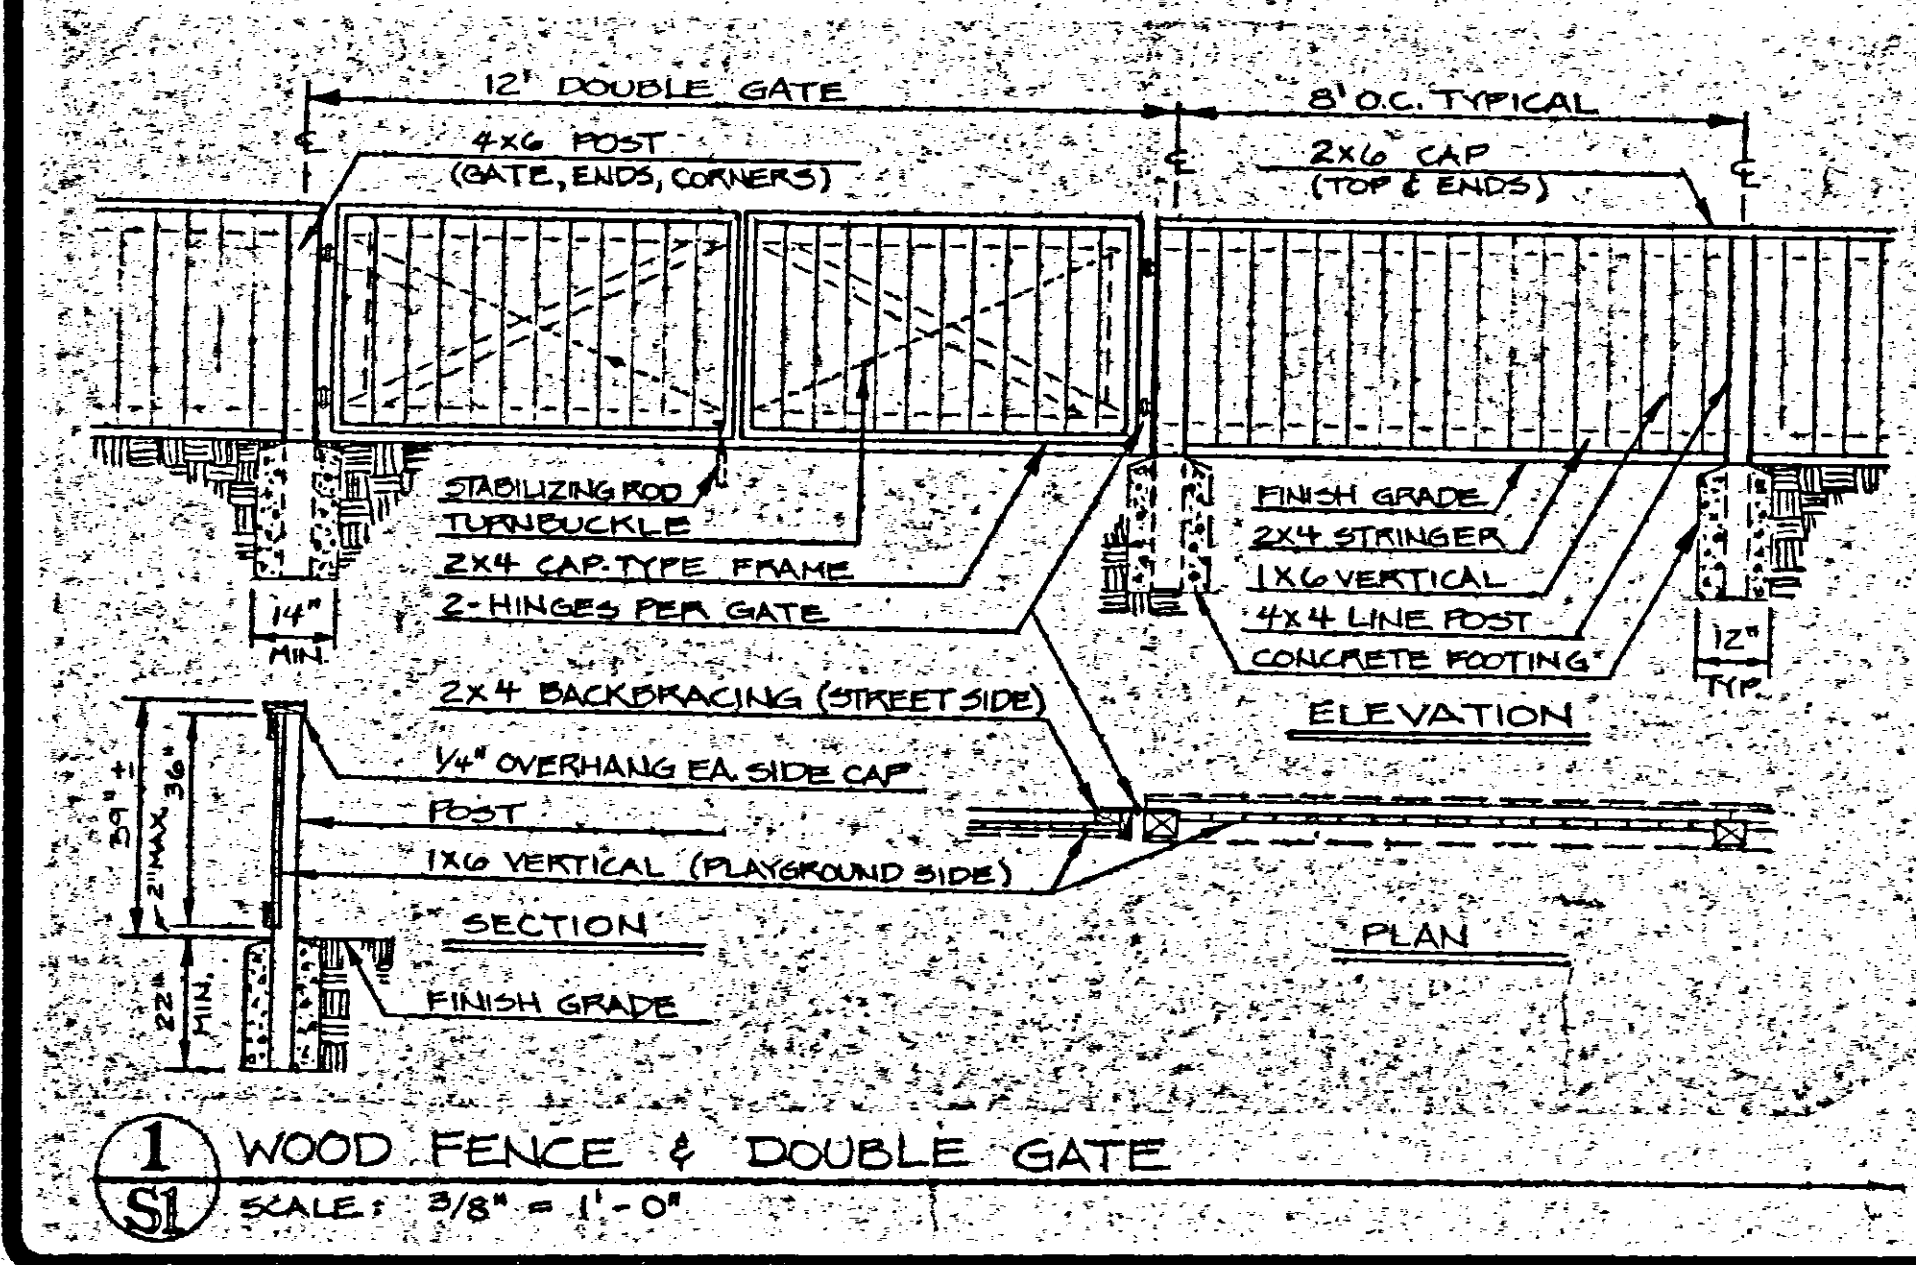 12' DOUBLE GATE
8' O.C. TYPICAL
4X6 POST
(GATE, ENDS, CORNERS)
2X6 CAP
(TOP & ENDS)
℄
℄
℄
STABILIZING ROD
TURNBUCKLE
2X4 CAP-TYPE FRAME
2-HINGES PER GATE
FINISH GRADE
2X4 STRINGER
1X6 VERTICAL
4X4 LINE POST
CONCRETE FOOTING
14"
MIN.
12"
TYP.
ELEVATION
2X4 BACKBRACING (STREET SIDE)
1/4" OVERHANG EA. SIDE CAP
POST
1X6 VERTICAL (PLAYGROUND SIDE)
39" ±
2" MAX
36"
22"
MIN.
SECTION
FINISH GRADE
PLAN
1
S1
WOOD FENCE & DOUBLE GATE
SCALE: 3/8" = 1'-0"